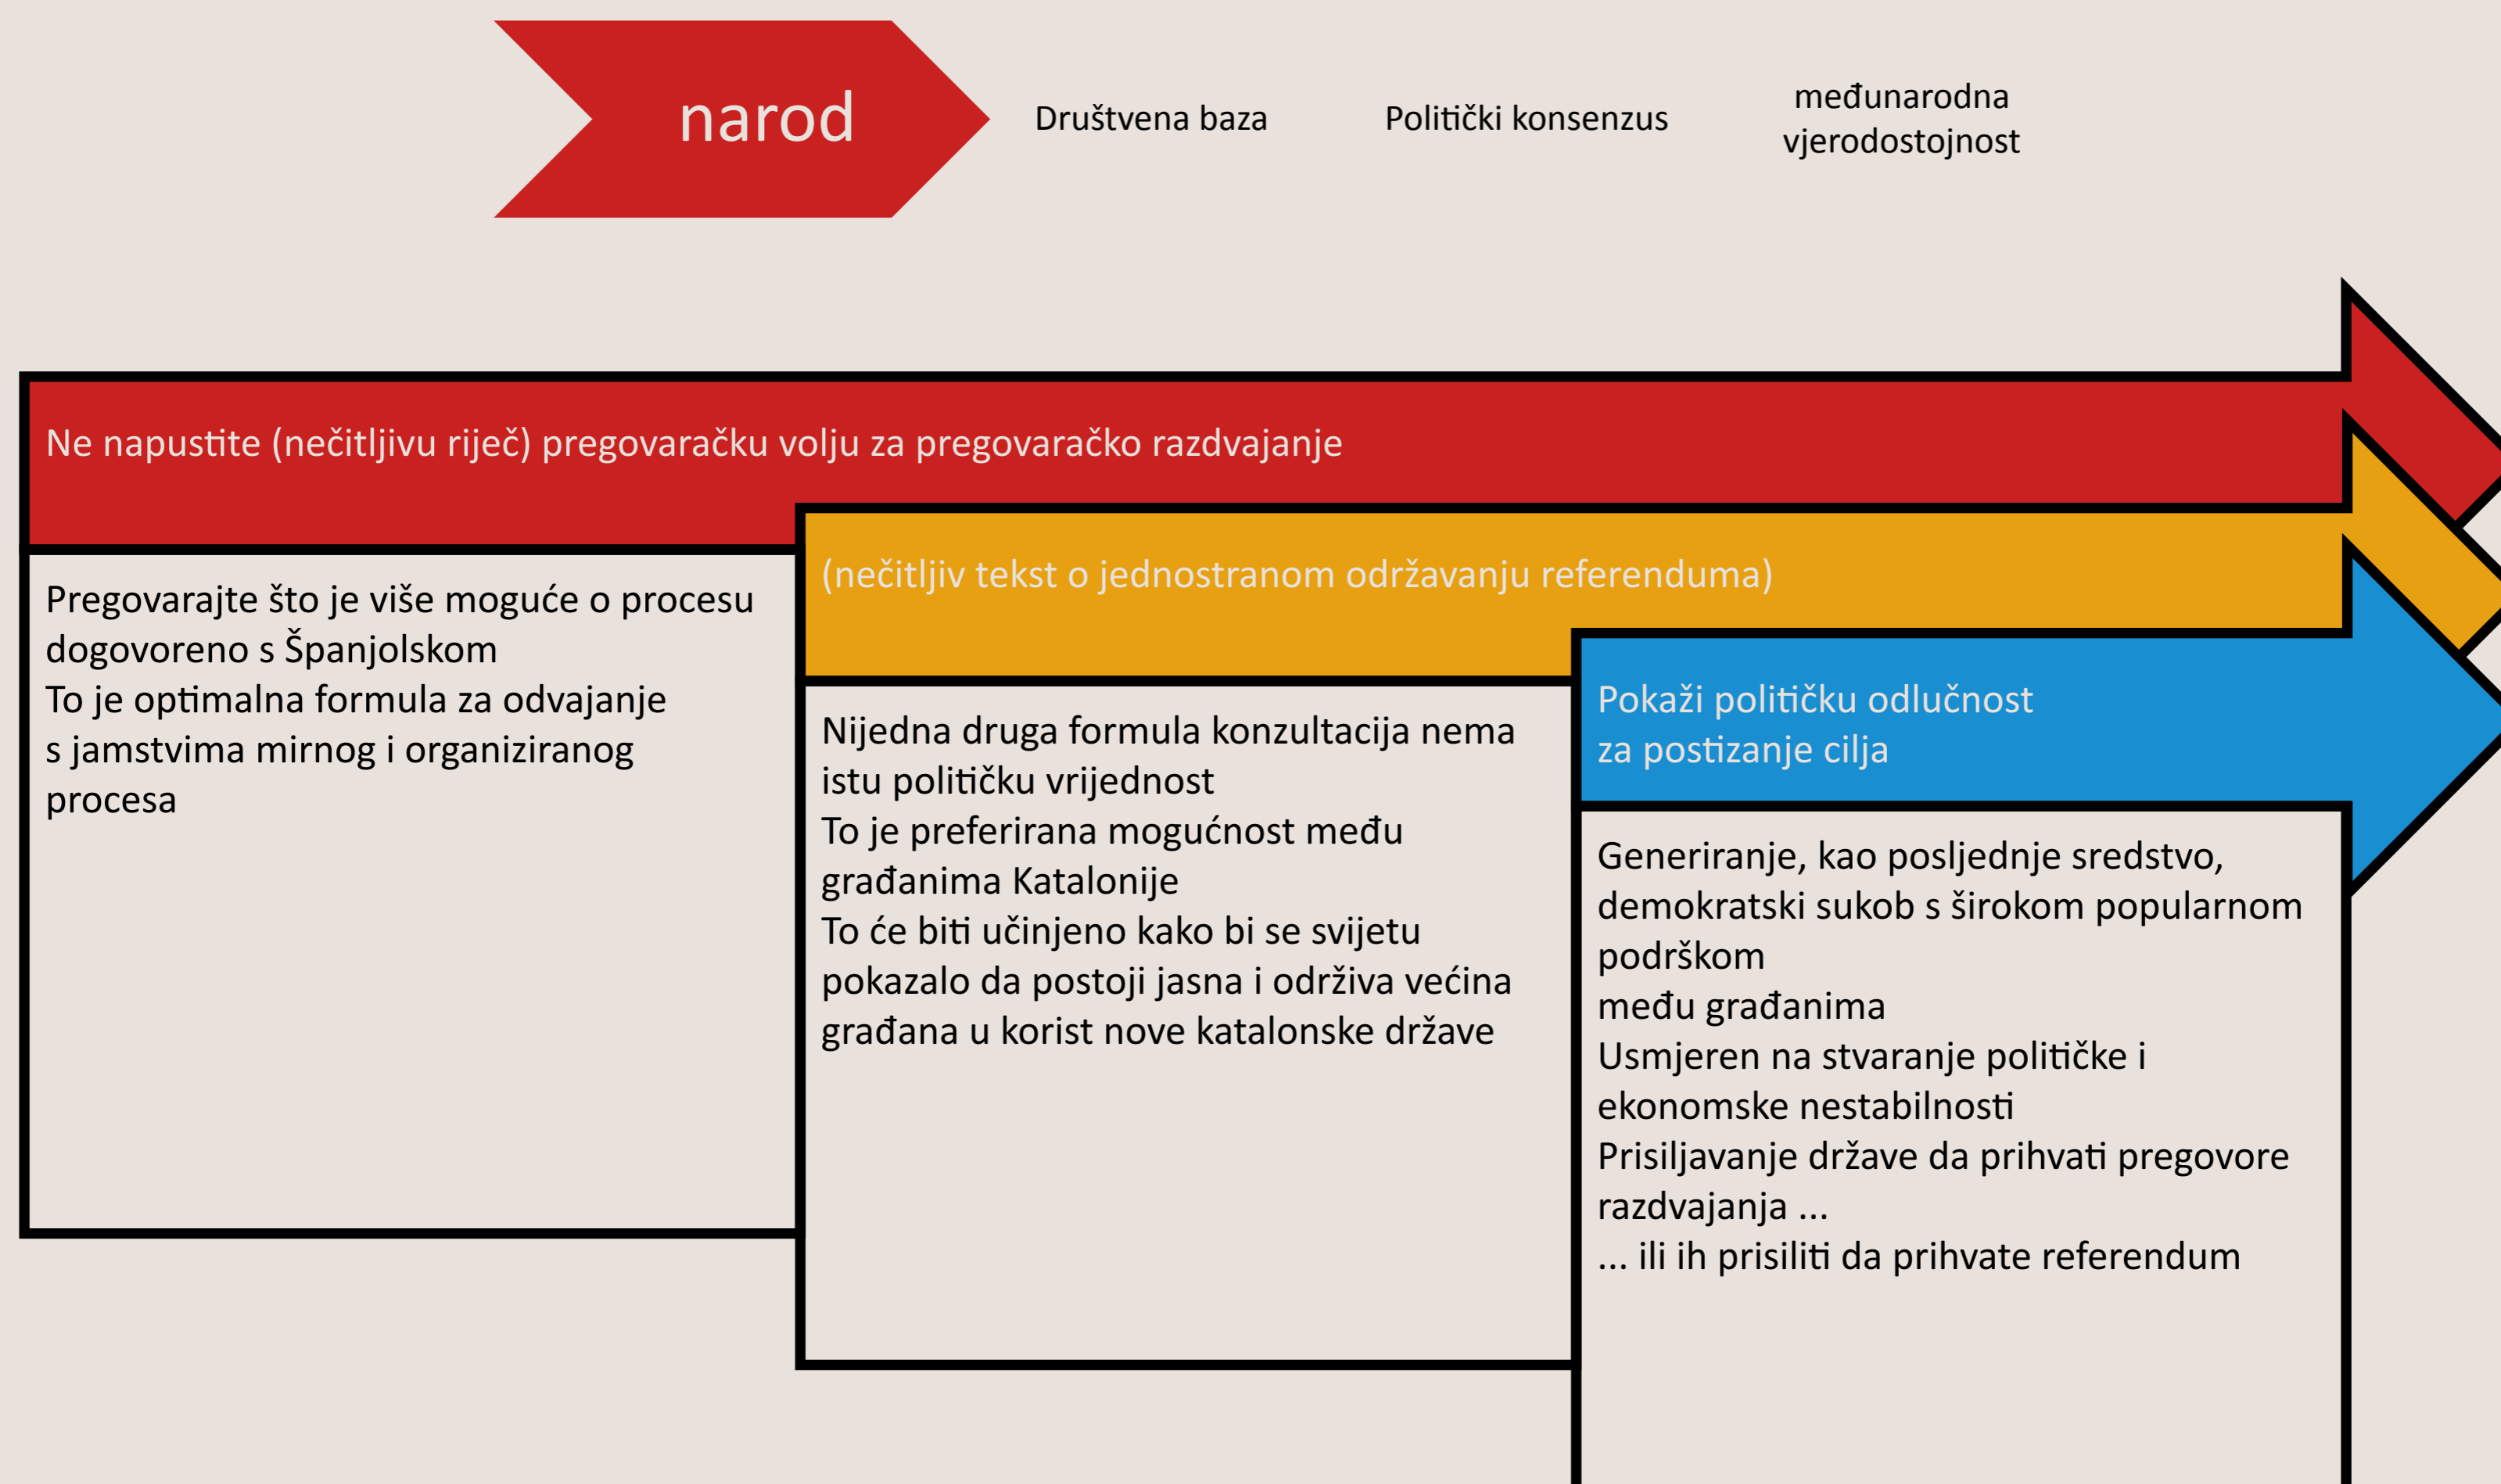 narod
Društvena baza
Politički konsenzus
međunarodna
vjerodostojnost
Ne napustite (nečitljivu riječ) pregovaračku volju za pregovaračko razdvajanje
Pregovarajte što je više moguće o procesu
dogovoreno s Španjolskom
To je optimalna formula za odvajanje
s jamstvima mirnog i organiziranog
procesa
(nečitljiv tekst o jednostranom održavanju referenduma)
Nijedna druga formula konzultacija nema
istu političku vrijednost
To je preferirana mogućnost među
građanima Katalonije
To će biti učinjeno kako bi se svijetu
pokazalo da postoji jasna i održiva većina
građana u korist nove katalonske države
Pokaži političku odlučnost
za postizanje cilja
Generiranje, kao posljednje sredstvo,
demokratski sukob s širokom popularnom
podrškom
među građanima
Usmjeren na stvaranje političke i
ekonomske nestabilnosti
Prisiljavanje države da prihvati pregovore
razdvajanja ...
... ili ih prisiliti da prihvate referendum